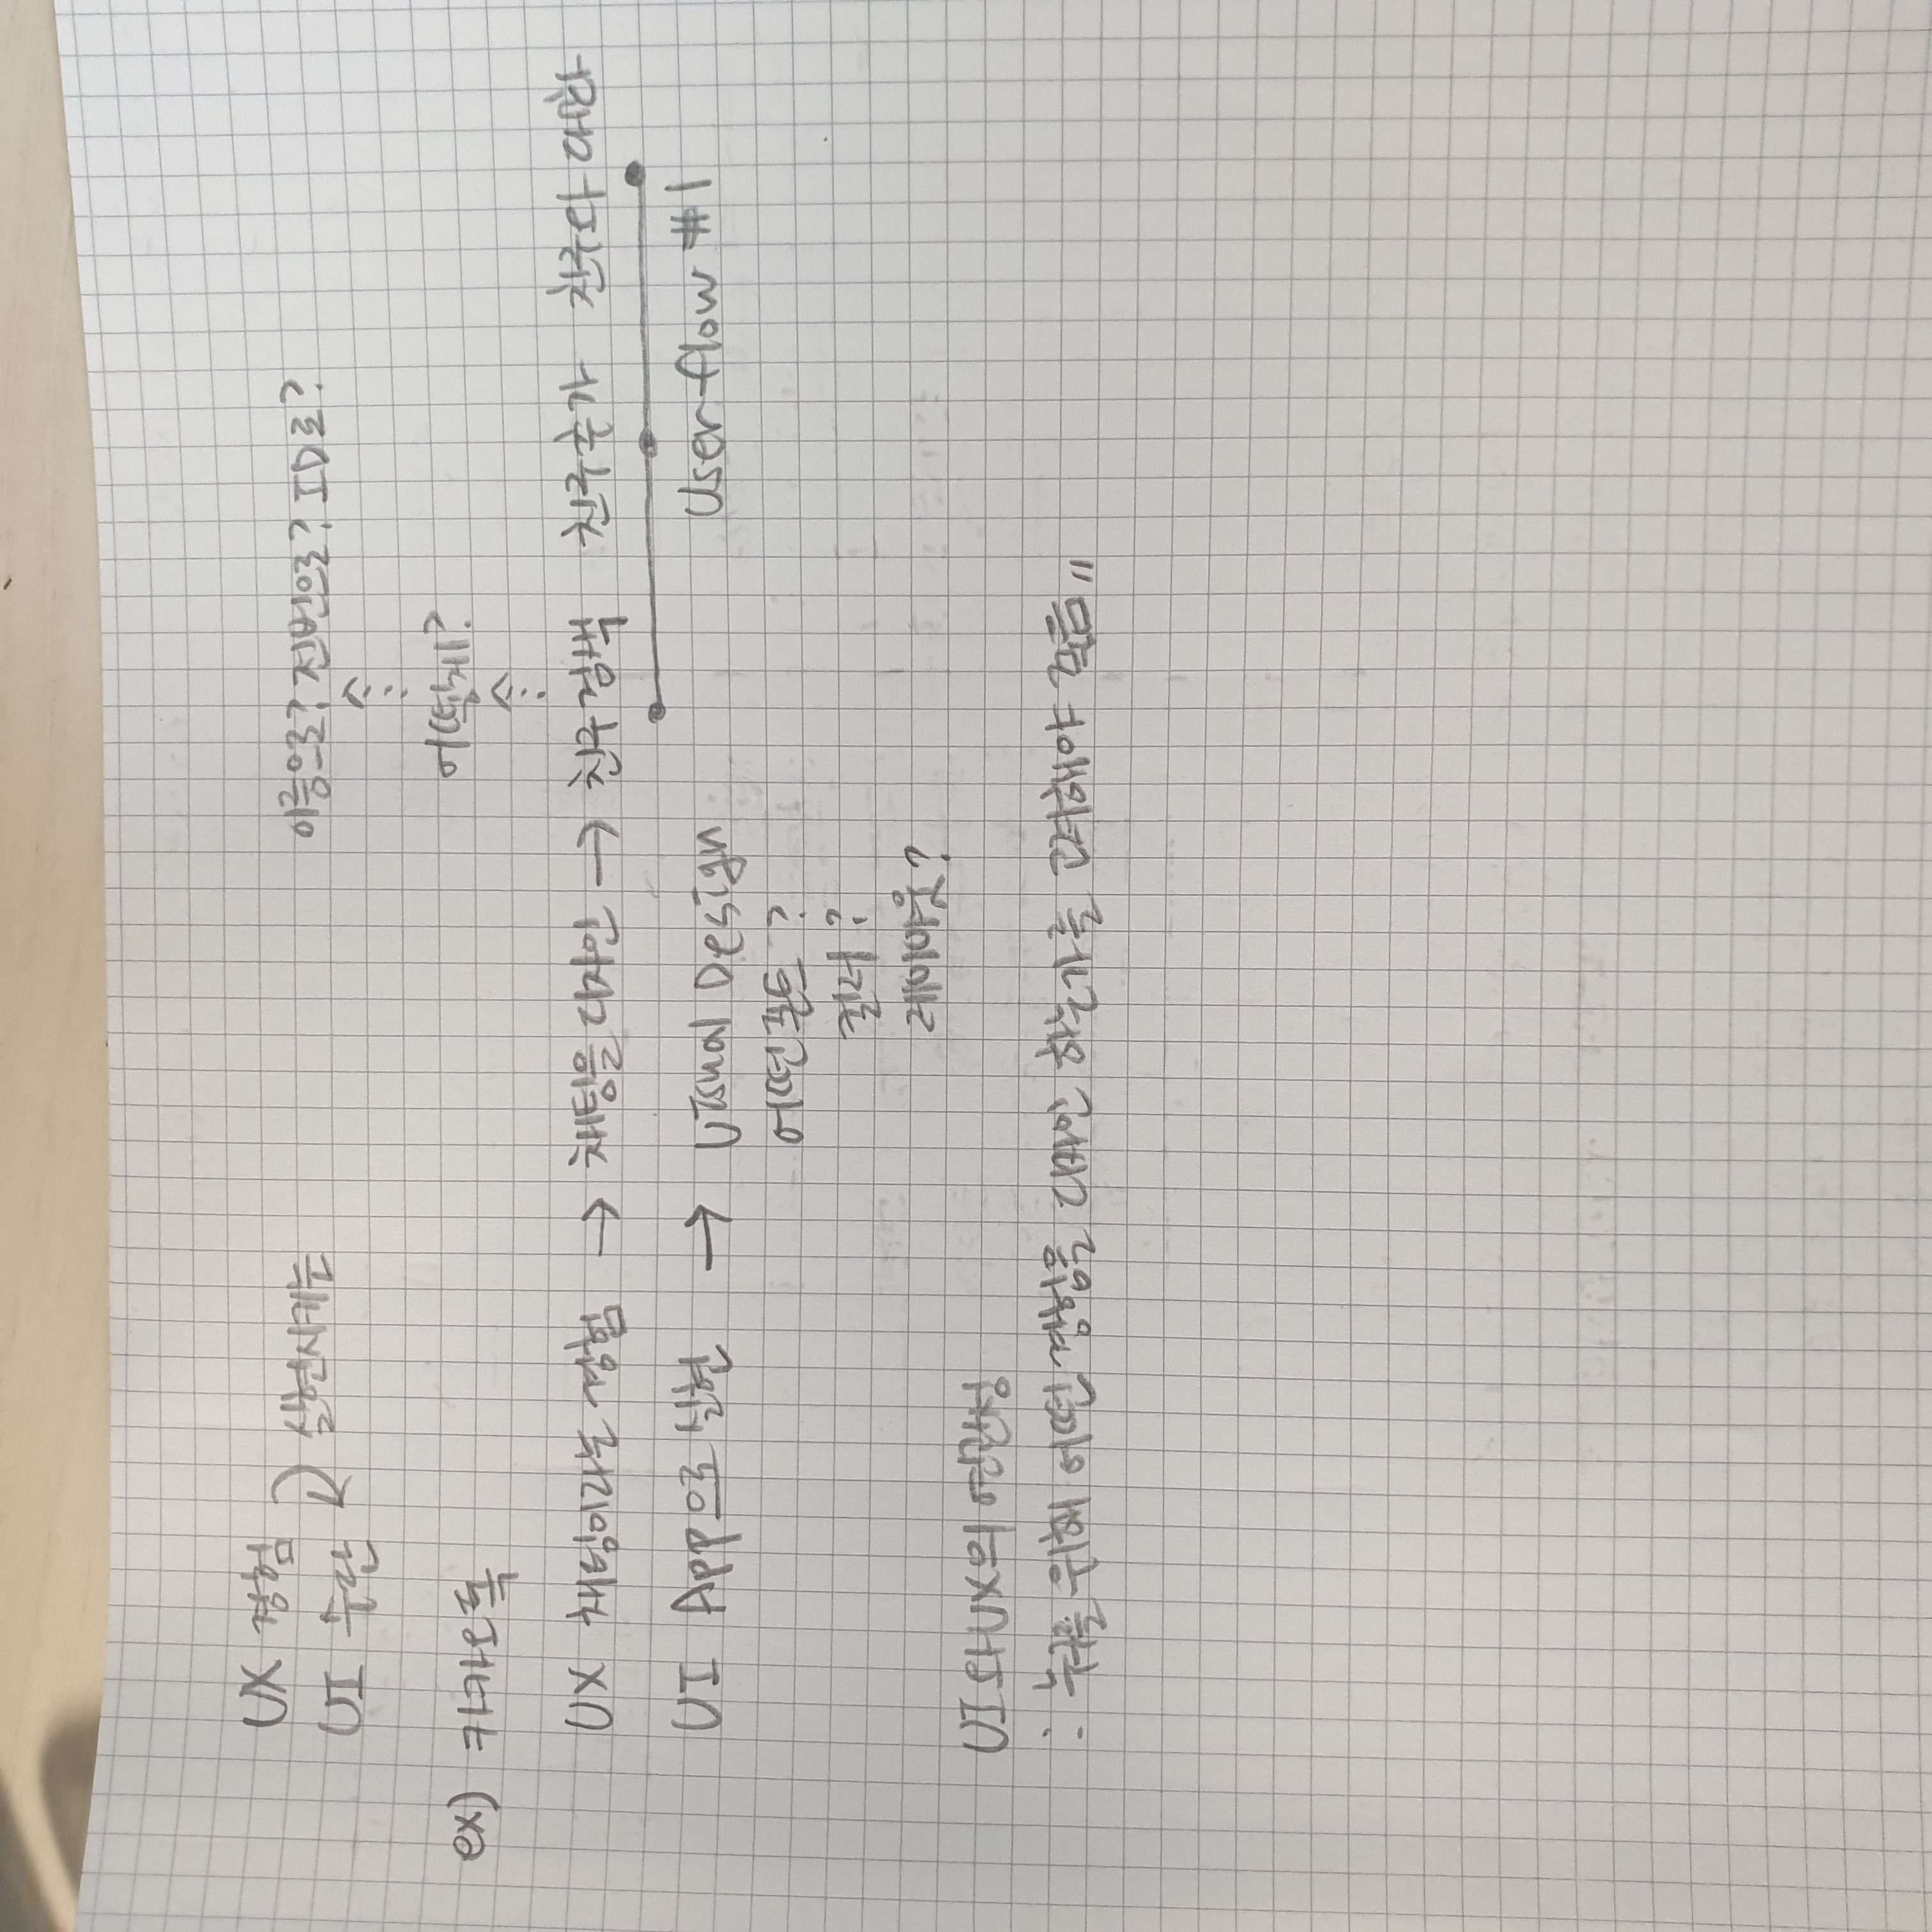 UX 경험
UI 수단
실현시키는
이름으로? 전번으로? ID로?
어떻게?
ex) 카카오톡
UX 채팅이라는 경험 → 채팅을 디자인 → 친구검색 친구추가 친구와 대화
User flow #1
UI App으로 실현 → Visual Design
어떤폰트?
컬러?
레이아웃?
UI와 UX의 연관성
: 누구를 위해 어떤 경험을 디자인 하는가를 고려해야